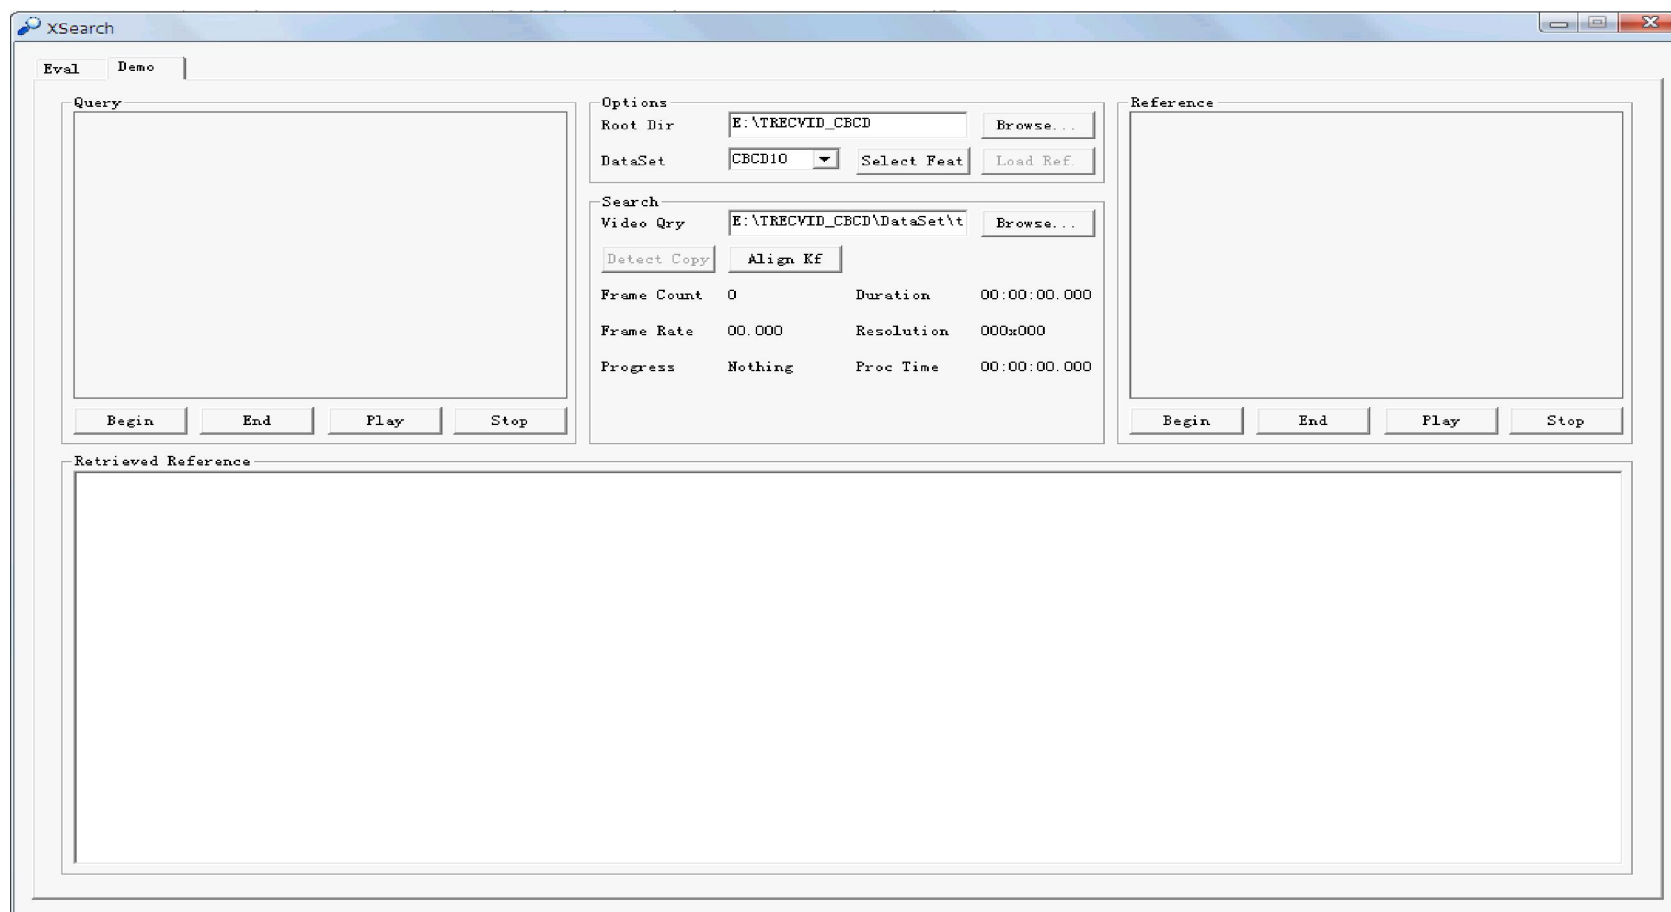 XSearch
Eval Demo
Query
Begin End Play Stop
Options
Root Dir E:\TRECVID_CBCD Browse...
DataSet CBCD10 Select Feat Load Ref.
Search
Video Qry E:\TRECVID_CBCD\DataSet\t Browse...
Detect Copy Align Kf
Frame Count 0 Duration 00:00:00.000
Frame Rate 00.000 Resolution 000x000
Progress Nothing Proc Time 00:00:00.000
Reference
Begin End Play Stop
Retrieved Reference